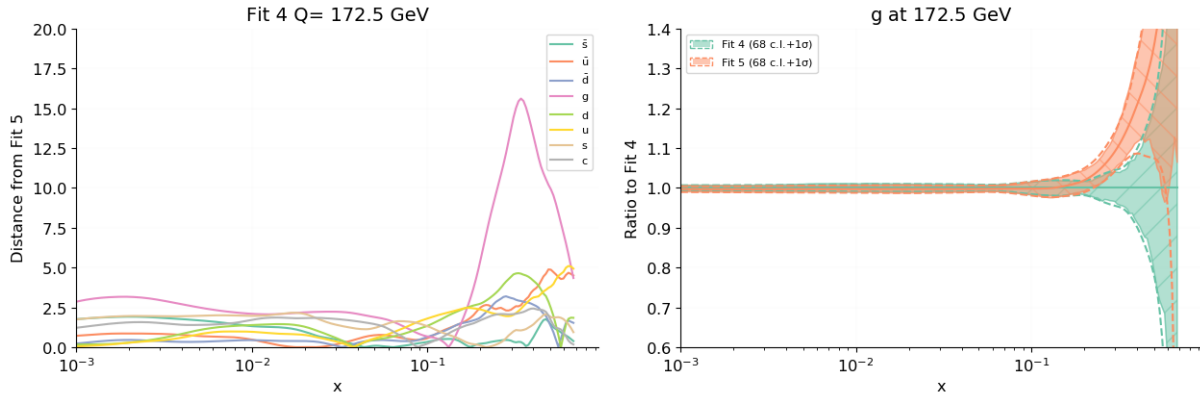 Fit 4 Q= 172.5 GeV
20.0
17.5
15.0
12.5
10.0
7.5
5.0
2.5
0.0
Distance from Fit 5
s̄
ū
d̄
g
d
u
s
c
10⁻³
10⁻²
10⁻¹
x
g at 172.5 GeV
1.4
1.3
1.2
1.1
1.0
0.9
0.8
0.7
0.6
Ratio to Fit 4
Fit 4 (68 c.l.+1σ)
Fit 5 (68 c.l.+1σ)
10⁻³
10⁻²
10⁻¹
x